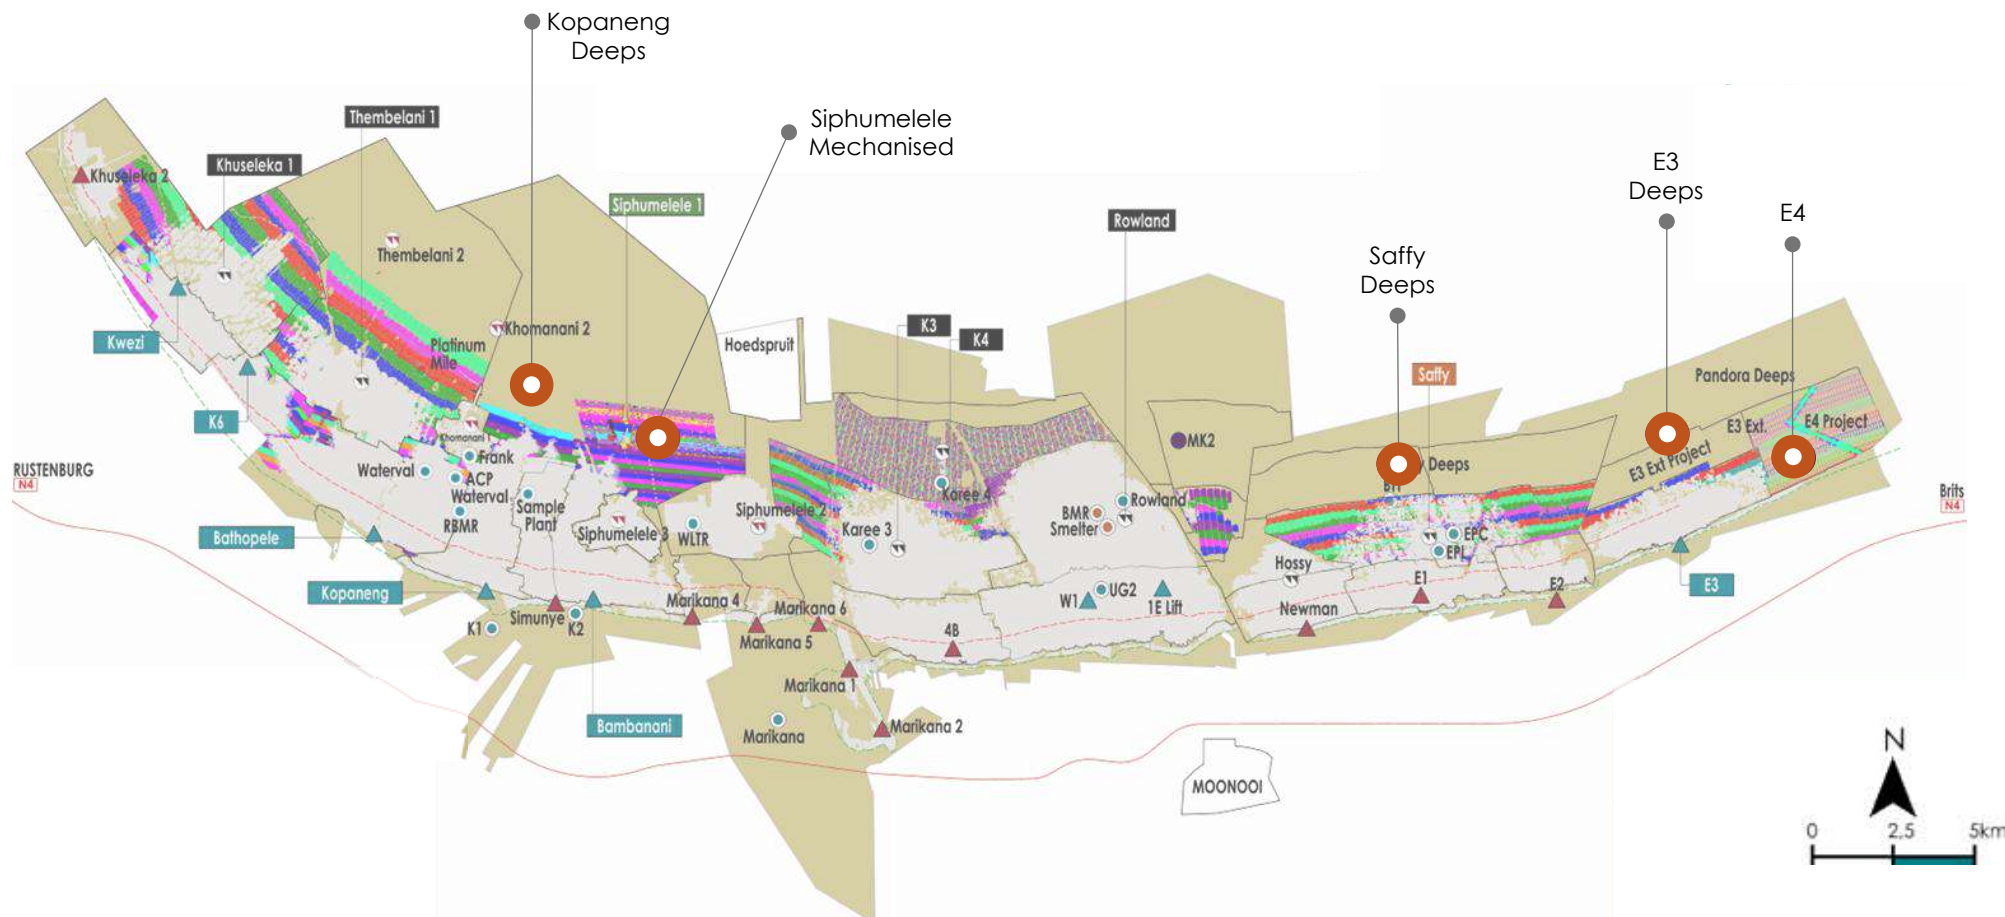 Kopaneng
Deeps
Siphumelele
Mechanised
Thembelani 1
Khuseleka 1
Khuseleka 2
E3
Deeps
Siphumelele 1
E4
Rowland
Thembelani 2
Saffy
Deeps
Khomanani 2
K3
K4
Kwezi
Platinum
Mile
Hoedspruit
Saffy
Pandora Deeps
K6
E3 Ext.
E4 Project
Khomanani 1
MK2
Frank
Deeps
E3 Ext Project
RUSTENBURG
N4
Waterval
ACP
Waterval
Karee 4
Brits
N4
Sample
Plant
RBMR
Siphumelele 2
Rowland
BMR
Smelter
Siphumelele 3
WLTR
Karee 3
Bathopele
EPC
EPL
Hossy
Kopaneng
E1
E2
E3
UG2
W1
1E Lift
Marikana 4
Marikana 6
Newman
Simunye
K2
K1
4B
Marikana 5
Marikana 1
Bambanani
Marikana 2
Marikana
MOONOOI
N
0
2,5
5km